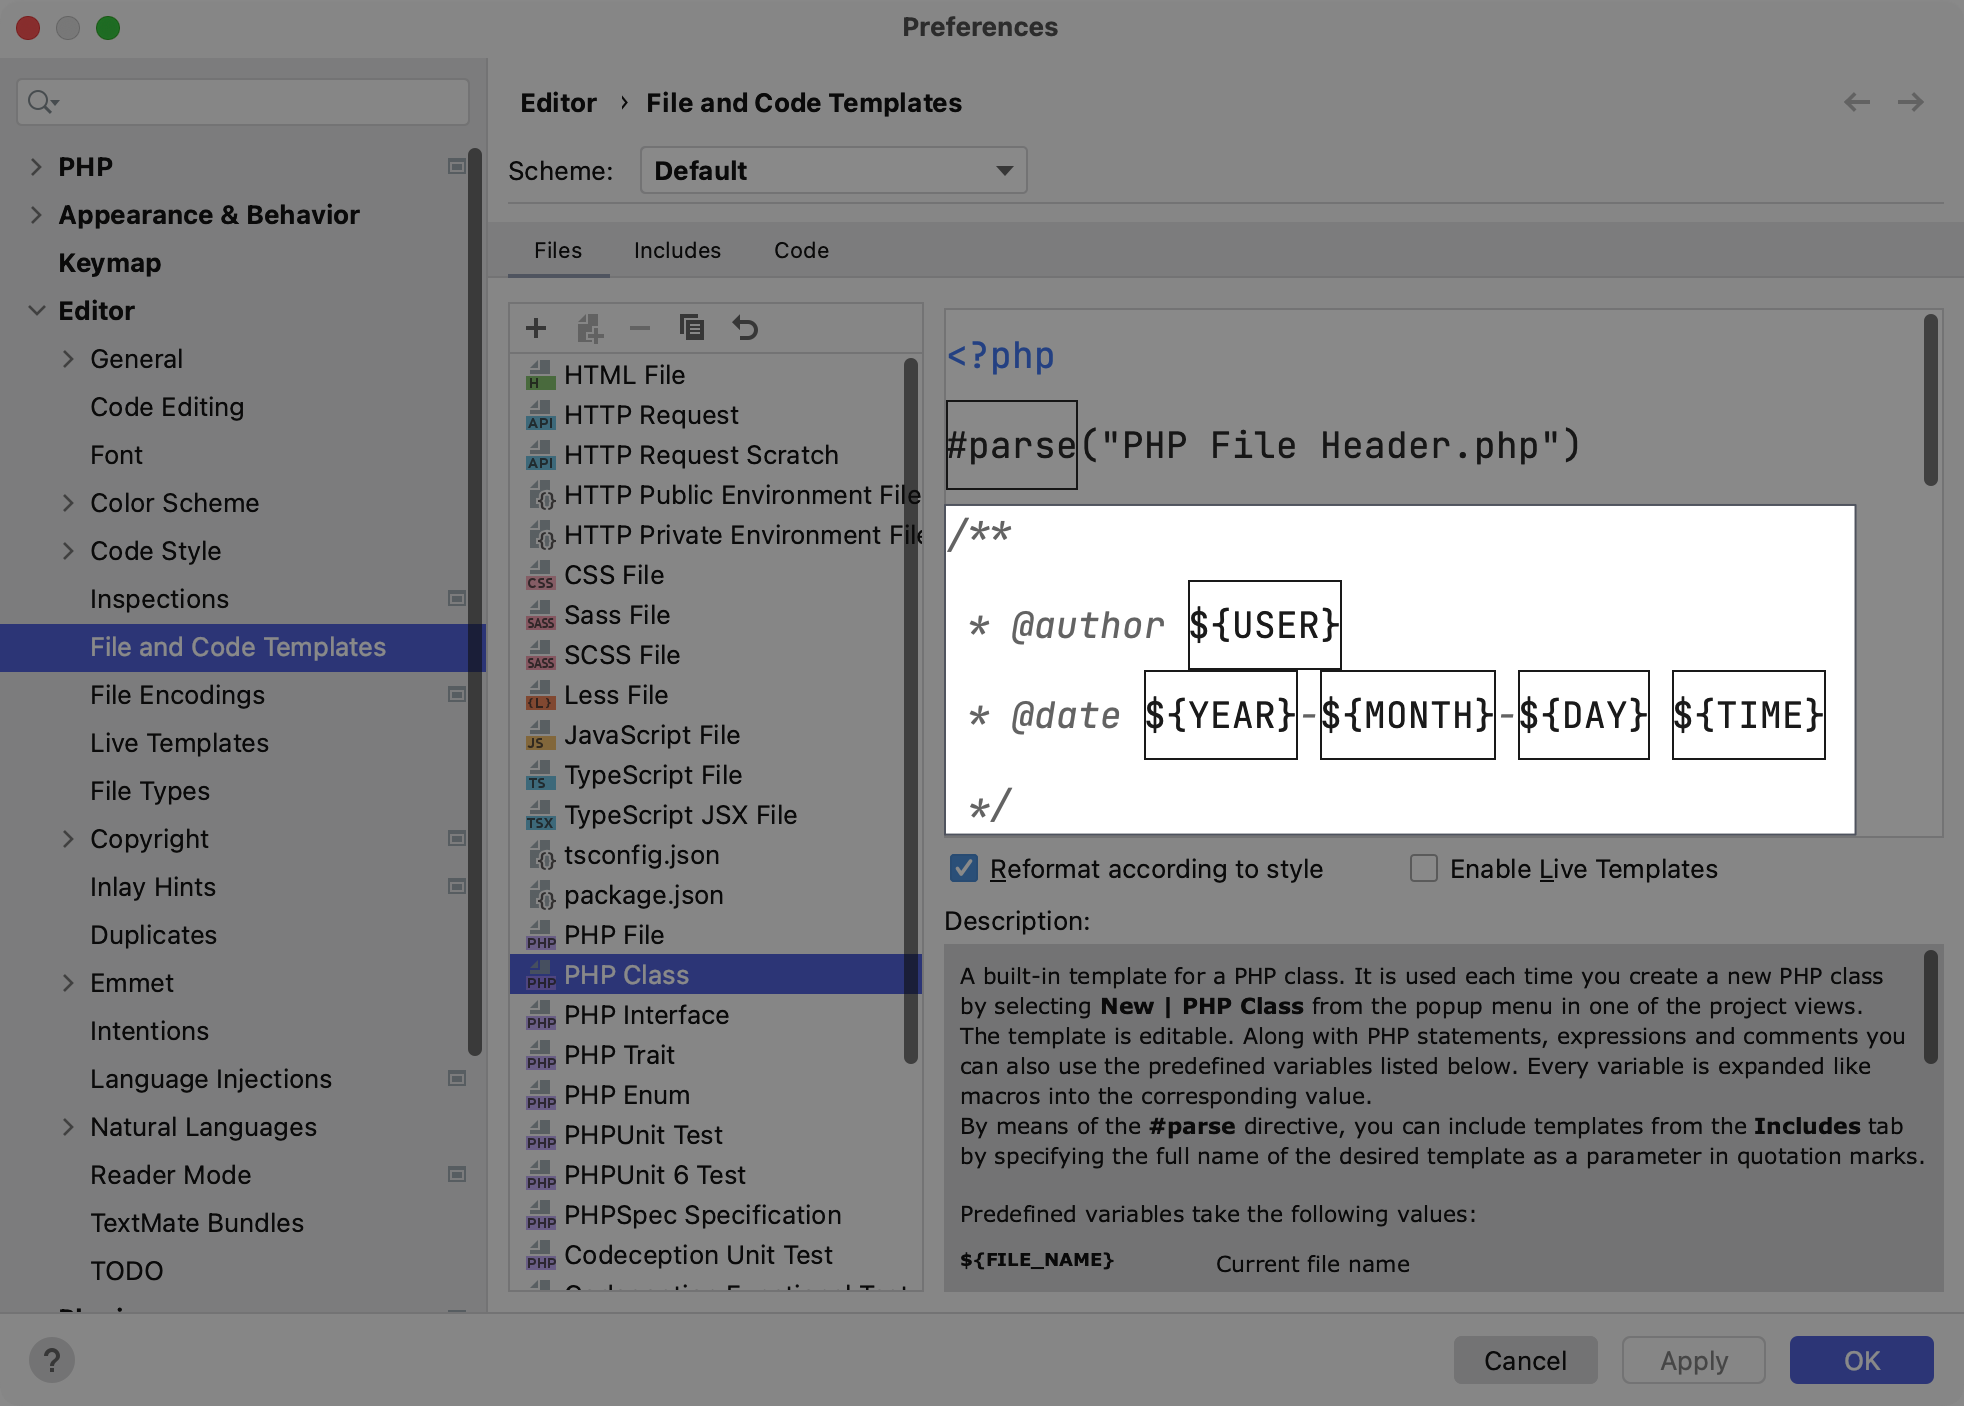 Preferences
PHP
Appearance & Behavior
Keymap
Editor
General
Code Editing
Font
Color Scheme
Code Style
Inspections
File and Code Templates
File Encodings
Live Templates
File Types
Copyright
Inlay Hints
Duplicates
Emmet
Intentions
Language Injections
Natural Languages
Reader Mode
TextMate Bundles
TODO
Editor › File and Code Templates
Scheme: Default
Files Includes Code
H HTML File
API HTTP Request
API HTTP Request Scratch
{} HTTP Public Environment File
{} HTTP Private Environment File
CSS CSS File
SASS Sass File
SASS SCSS File
{L} Less File
JS JavaScript File
TS TypeScript File
TSX TypeScript JSX File
{} tsconfig.json
{} package.json
PHP PHP File
PHP PHP Class
PHP PHP Interface
PHP PHP Trait
PHP PHP Enum
PHP PHPUnit Test
PHP PHPUnit 6 Test
PHP PHPSpec Specification
PHP Codeception Unit Test
<?php
#parse("PHP File Header.php")
/**
* @author ${USER}
* @date ${YEAR}-${MONTH}-${DAY} ${TIME}
*/
Reformat according to style Enable Live Templates
Description:
A built-in template for a PHP class. It is used each time you create a new PHP class
by selecting New | PHP Class from the popup menu in one of the project views.
The template is editable. Along with PHP statements, expressions and comments you
can also use the predefined variables listed below. Every variable is expanded like
macros into the corresponding value.
By means of the #parse directive, you can include templates from the Includes tab
by specifying the full name of the desired template as a parameter in quotation marks.
Predefined variables take the following values:
${FILE_NAME} Current file name
? Cancel Apply OK